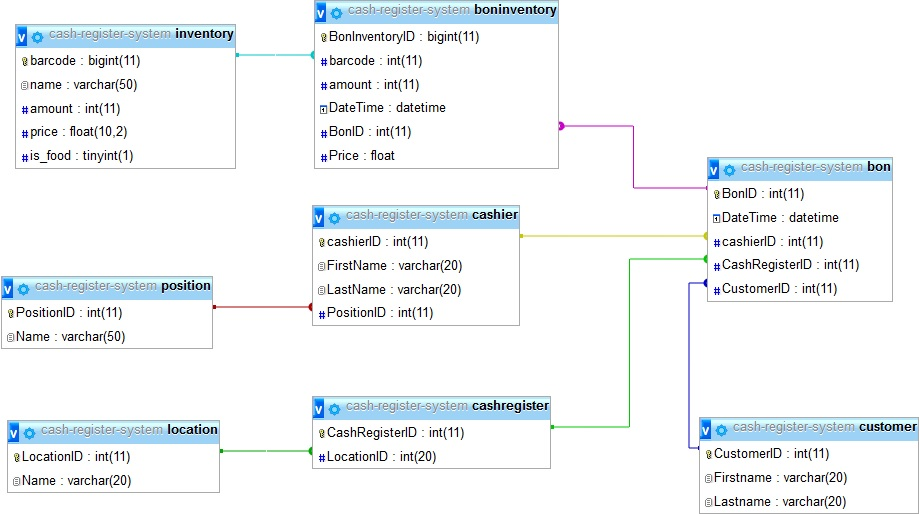 cash-register-system inventory
barcode : bigint(11)
name : varchar(50)
amount : int(11)
price : float(10,2)
is_food : tinyint(1)
cash-register-system boninventory
BonInventoryID : bigint(11)
barcode : int(11)
amount : int(11)
DateTime : datetime
BonID : int(11)
Price : float
cash-register-system bon
BonID : int(11)
DateTime : datetime
cashierID : int(11)
CashRegisterID : int(11)
CustomerID : int(11)
cash-register-system cashier
cashierID : int(11)
FirstName : varchar(20)
LastName : varchar(20)
PositionID : int(11)
cash-register-system position
PositionID : int(11)
Name : varchar(50)
cash-register-system cashregister
CashRegisterID : int(11)
LocationID : int(20)
cash-register-system location
LocationID : int(11)
Name : varchar(20)
cash-register-system customer
CustomerID : int(11)
Firstname : varchar(20)
Lastname : varchar(20)